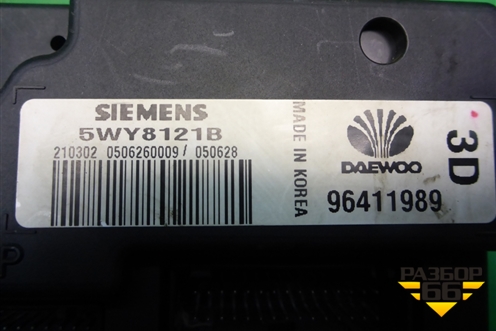 SIEMENS
5WY8121B
210302 0506260009/ 050628
MADE IN KOREA
DAEWOO
96411989
3D
P
РАЗБОР
66